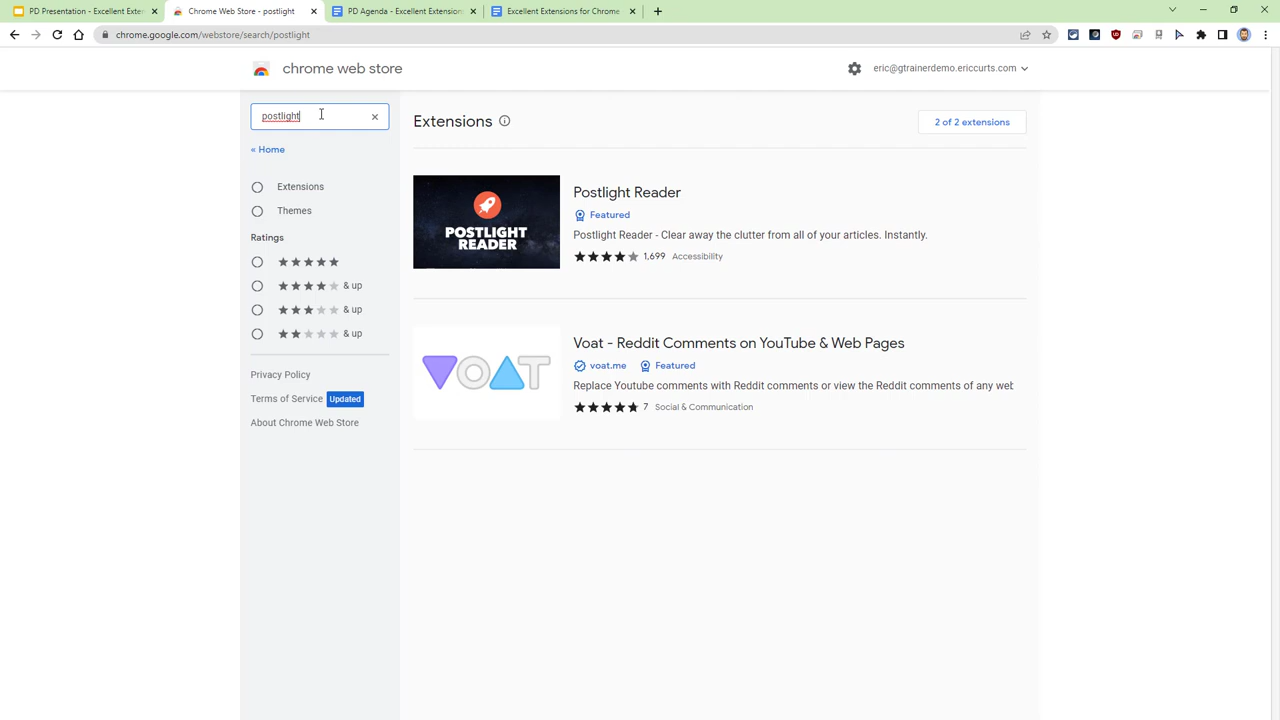 PD Presentation - Excellent Exte
Chrome Web Store - postlight
PD Agenda - Excellent Extension
Excellent Extensions for Chrome
chrome.google.com/webstore/search/postlight
chrome web store
eric@gtrainerdemo.ericcurts.com
postlight
Extensions
2 of 2 extensions
« Home
Extensions
Themes
Ratings
& up
& up
& up
Privacy Policy
Terms of Service Updated
About Chrome Web Store
POSTLIGHT
READER
Postlight Reader
Featured
Postlight Reader - Clear away the clutter from all of your articles. Instantly.
1,699 Accessibility
VOAT
Voat - Reddit Comments on YouTube & Web Pages
voat.me Featured
Replace Youtube comments with Reddit comments or view the Reddit comments of any web
7 Social & Communication